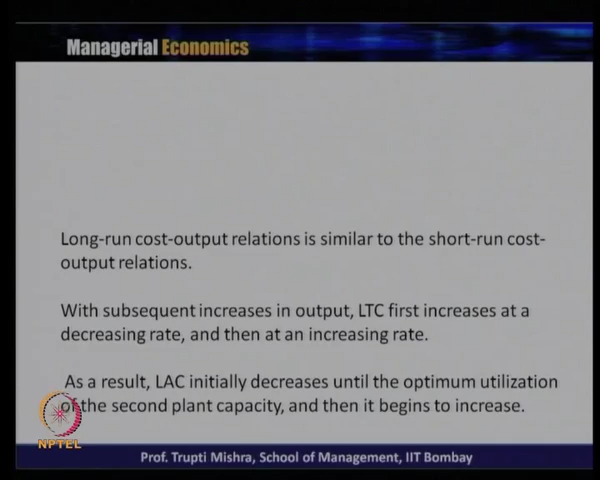 Managerial Economics
Long-run cost-output relations is similar to the short-run cost-
output relations.
With subsequent increases in output, LTC first increases at a
decreasing rate, and then at an increasing rate.
As a result, LAC initially decreases until the optimum utilization
of the second plant capacity, and then it begins to increase.
NPTEL
Prof. Trupti Mishra, School of Management, IIT Bombay